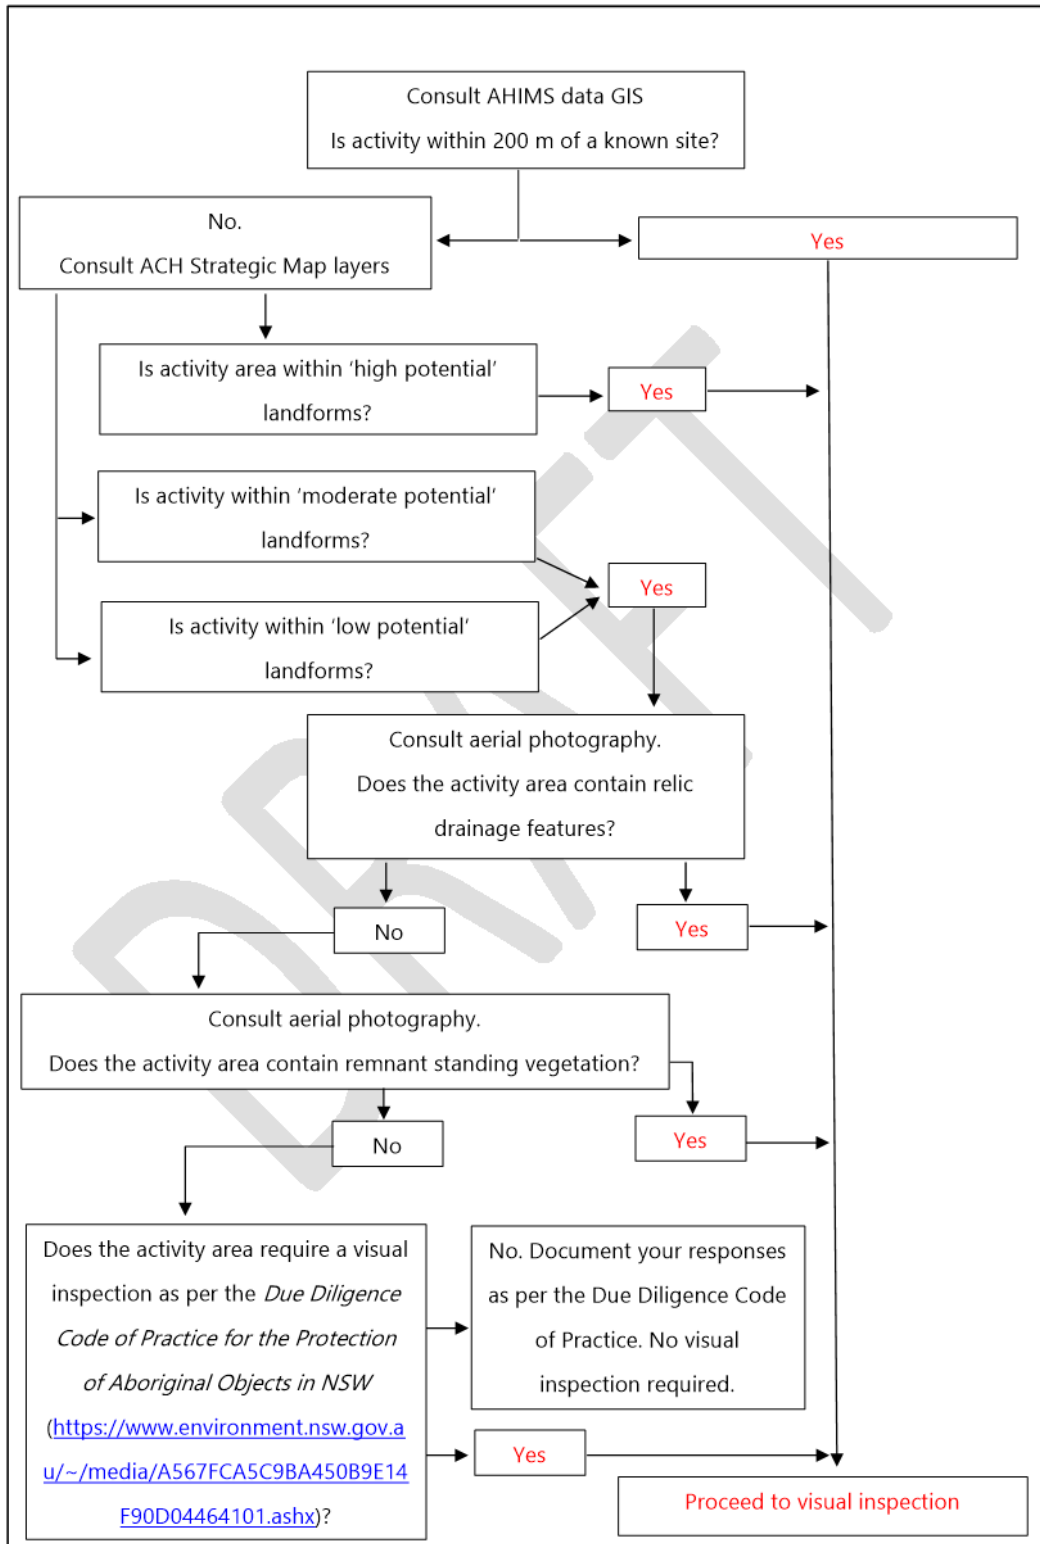 Consult AHIMS data GIS
Is activity within 200 m of a known site?
No.
Consult ACH Strategic Map layers
Yes
Is activity area within ‘high potential’
landforms?
Yes
Is activity within ‘moderate potential’
landforms?
Yes
Is activity within ‘low potential’
landforms?
Consult aerial photography.
Does the activity area contain relic
drainage features?
No
Yes
Consult aerial photography.
Does the activity area contain remnant standing vegetation?
No
Yes
Does the activity area require a visual
inspection as per the Due Diligence
Code of Practice for the Protection
of Aboriginal Objects in NSW
(https://www.environment.nsw.gov.a
u/~/media/A567FCA5C9BA450B9E14
F90D04464101.ashx)?
No. Document your responses
as per the Due Diligence Code
of Practice. No visual
inspection required.
Yes
Proceed to visual inspection
DRAFT